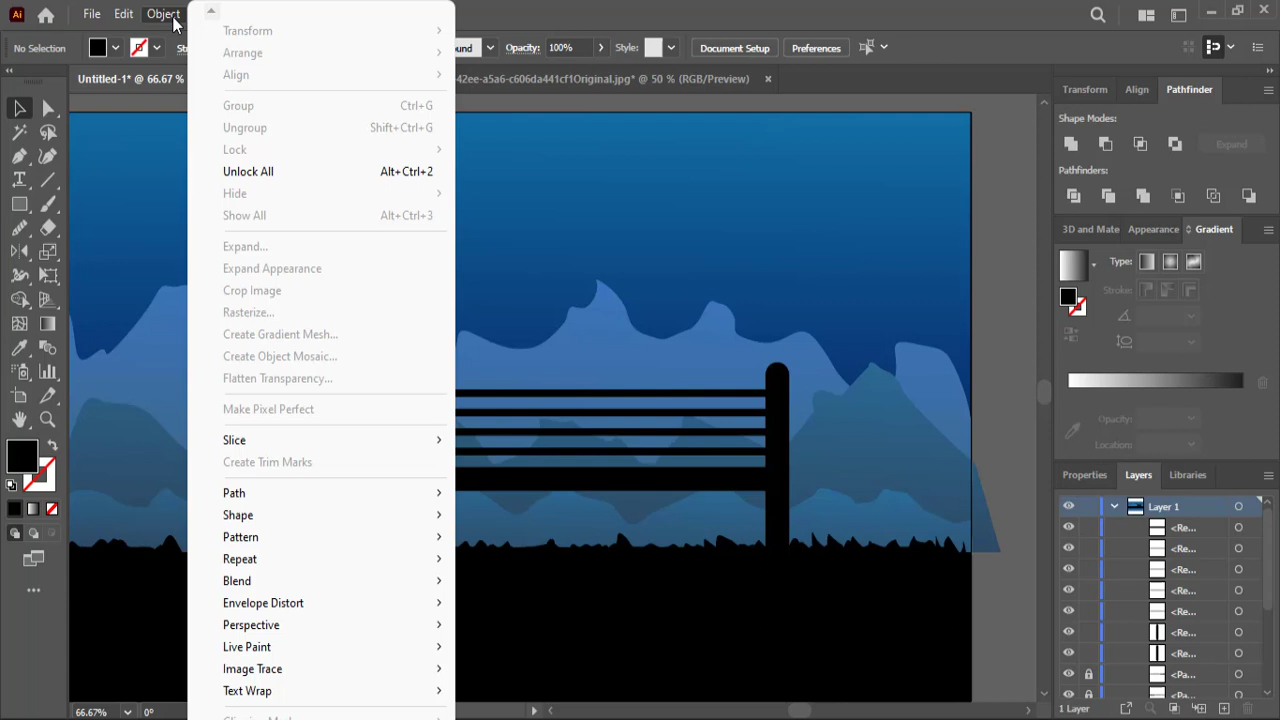 Ai File Edit Object
No Selection St ound Opacity: 100% Style: Document Setup Preferences
Untitled-1* @ 66.67 % -42ee-a5a6-c606da441cf1Original.jpg* @ 50 % (RGB/Preview)
Transform
Arrange
Align
Group Ctrl+G
Ungroup Shift+Ctrl+G
Lock
Unlock All Alt+Ctrl+2
Hide
Show All Alt+Ctrl+3
Expand...
Expand Appearance
Crop Image
Rasterize...
Create Gradient Mesh...
Create Object Mosaic...
Flatten Transparency...
Make Pixel Perfect
Slice
Create Trim Marks
Path
Shape
Pattern
Repeat
Blend
Envelope Distort
Perspective
Live Paint
Image Trace
Text Wrap
Transform Align Pathfinder
Shape Modes:
Expand
Pathfinders:
3D and Mate Appearance Gradient
Type:
Stroke:
Opacity:
Location:
Properties Layers Libraries
Layer 1
<Re...
<Re...
<Re...
<Re...
<Re...
<Re...
<Re...
<Pa...
<Pa...
66.67% 0°
1 Layer